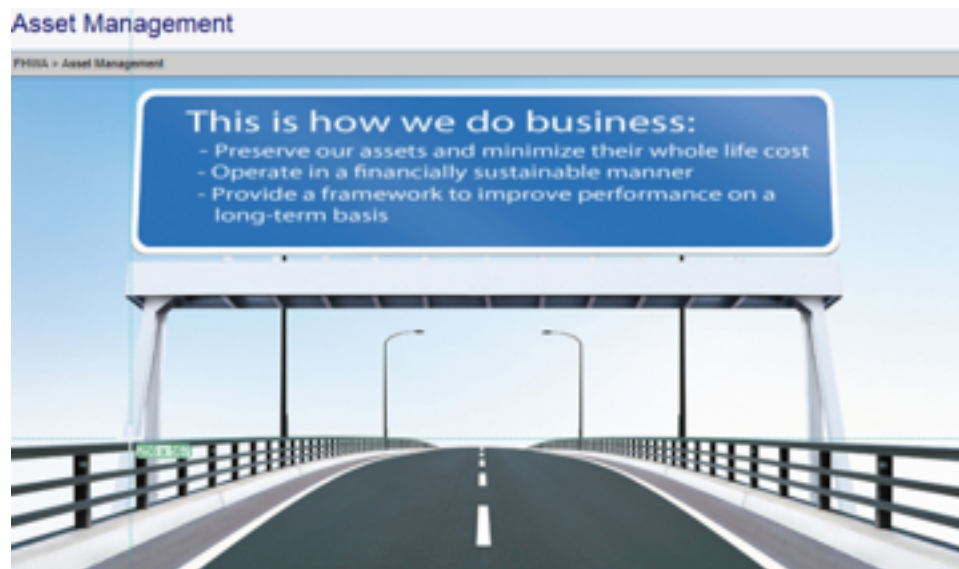 Asset Management
FHWA > Asset Management
This is how we do business:
- Preserve our assets and minimize their whole life cost
- Operate in a financially sustainable manner
- Provide a framework to improve performance on a
long-term basis